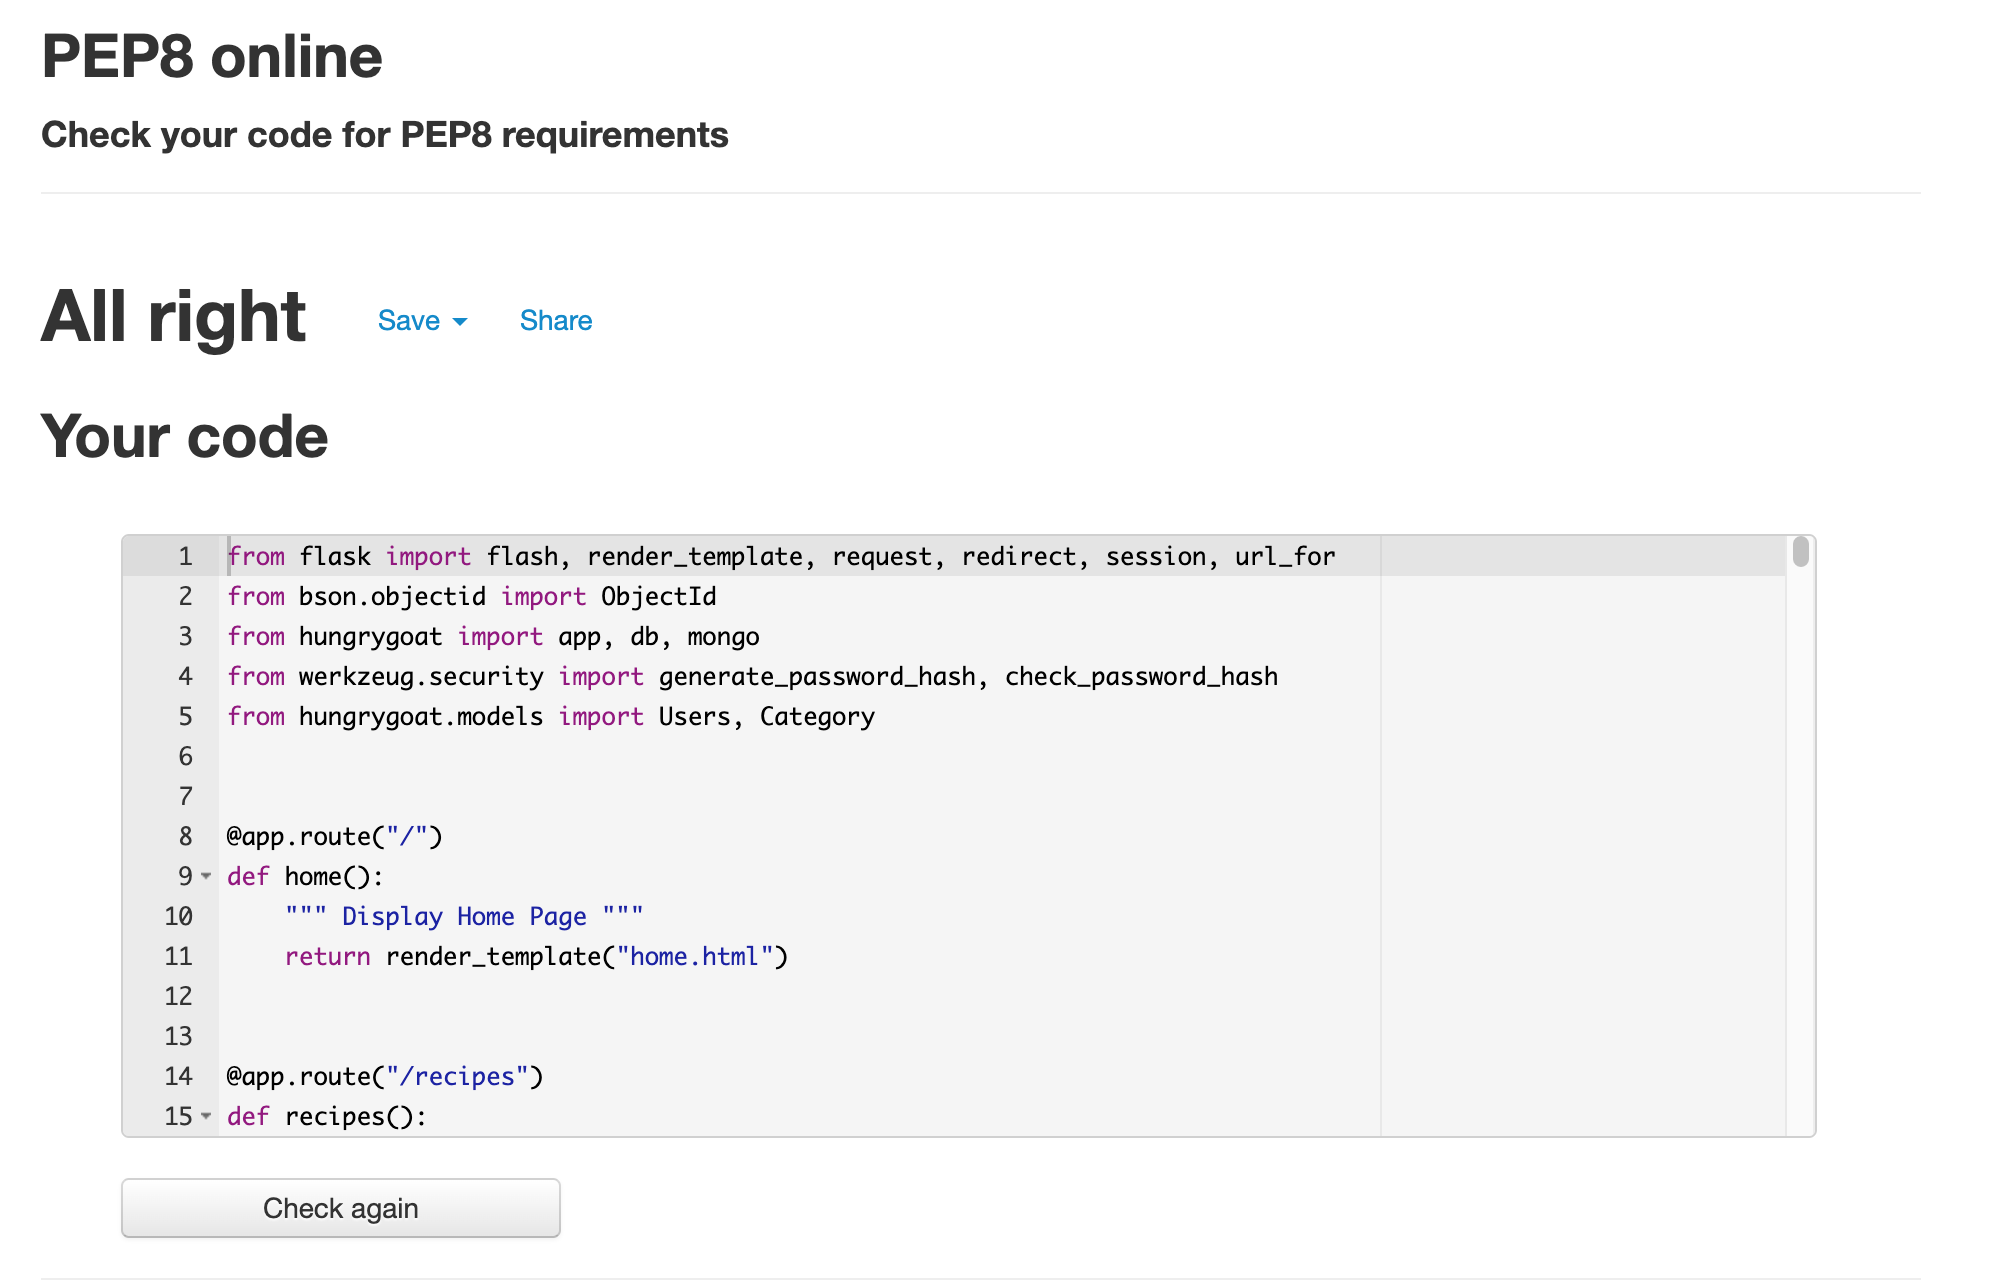 PEP8 online
Check your code for PEP8 requirements
All right Save Share
Your code
1 from flask import flash, render_template, request, redirect, session, url_for
2 from bson.objectid import ObjectId
3 from hungrygoat import app, db, mongo
4 from werkzeug.security import generate_password_hash, check_password_hash
5 from hungrygoat.models import Users, Category
6
7
8 @app.route("/")
9 def home():
10     """ Display Home Page """
11     return render_template("home.html")
12
13
14 @app.route("/recipes")
15 def recipes():
Check again